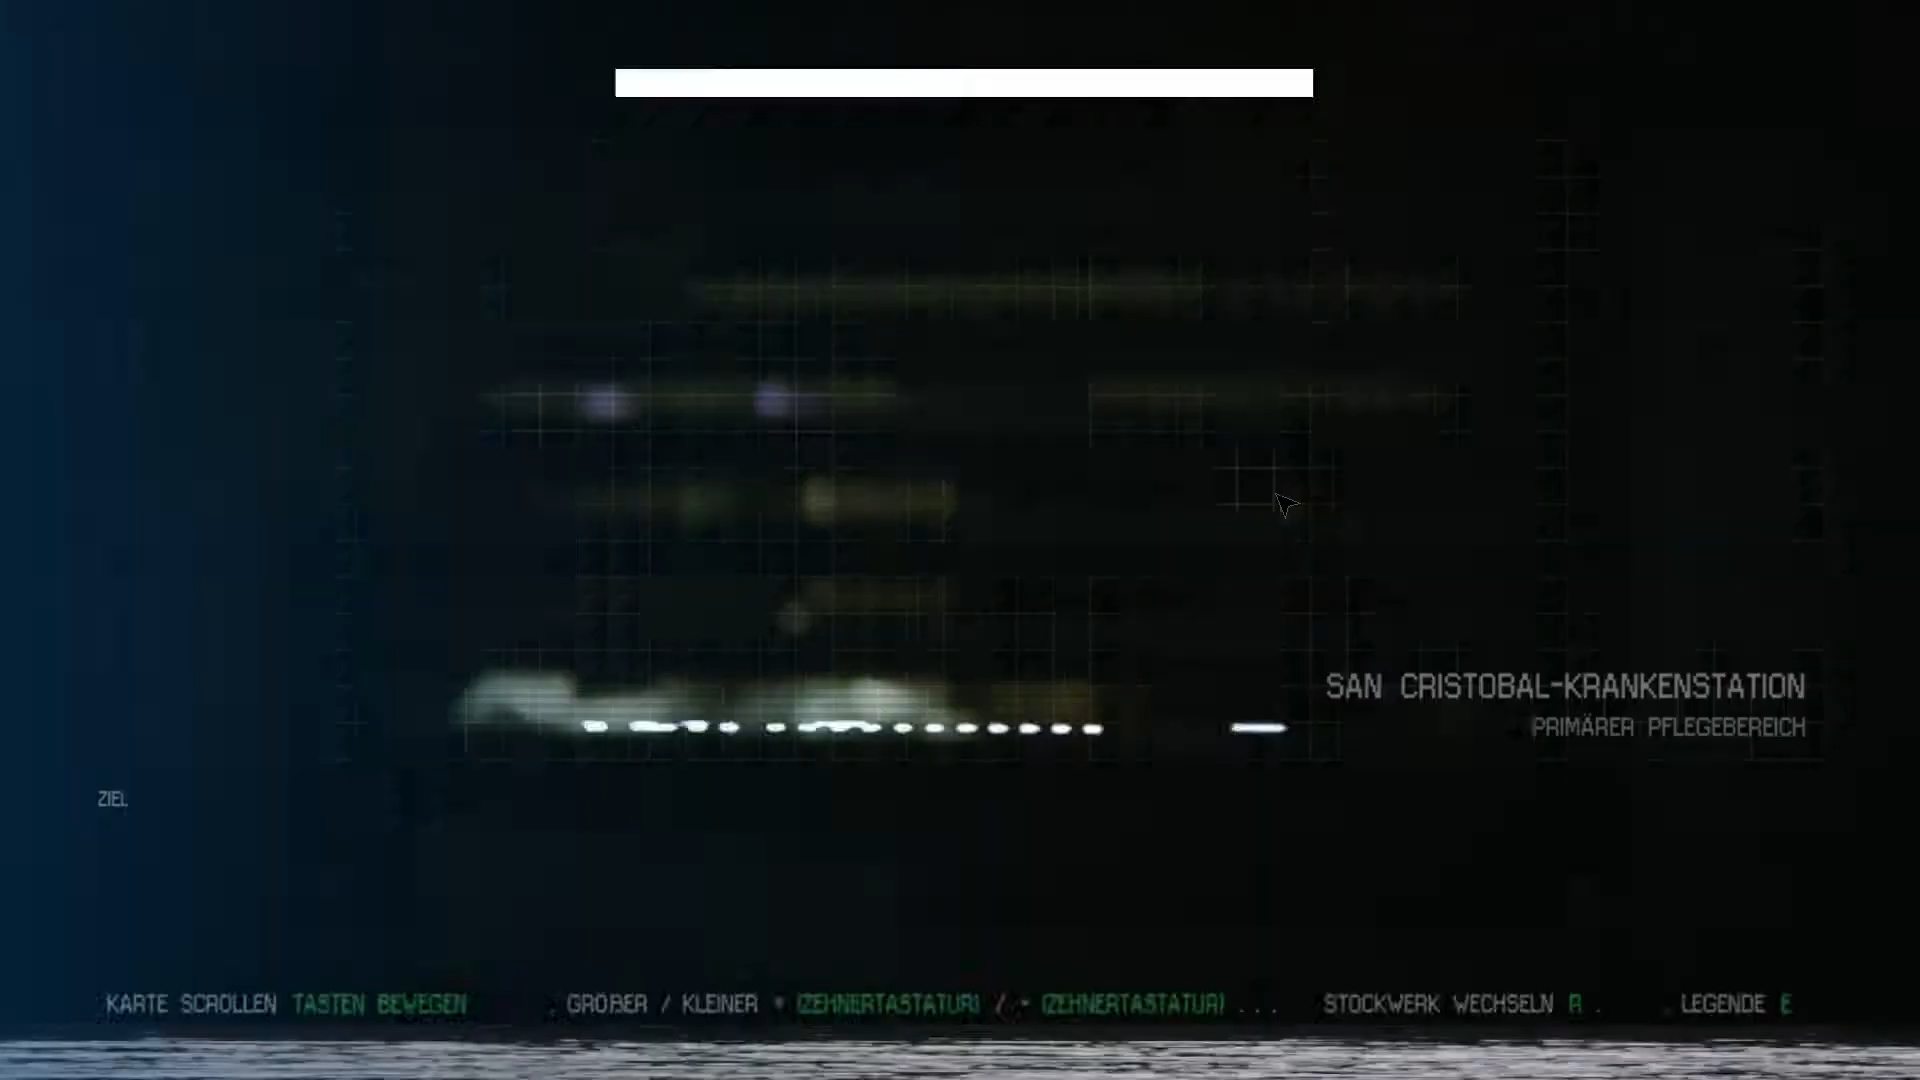 SAN CRISTOBAL-KRANKENSTATION
PRIMÄRER PFLEGEBEREICH
ZIEL
KARTE SCROLLEN TASTEN BEWEGEN GRÖßER / KLEINER + (ZEHNERTASTATUR) / - (ZEHNERTASTATUR) ... STOCKWERK WECHSELN R . . LEGENDE E